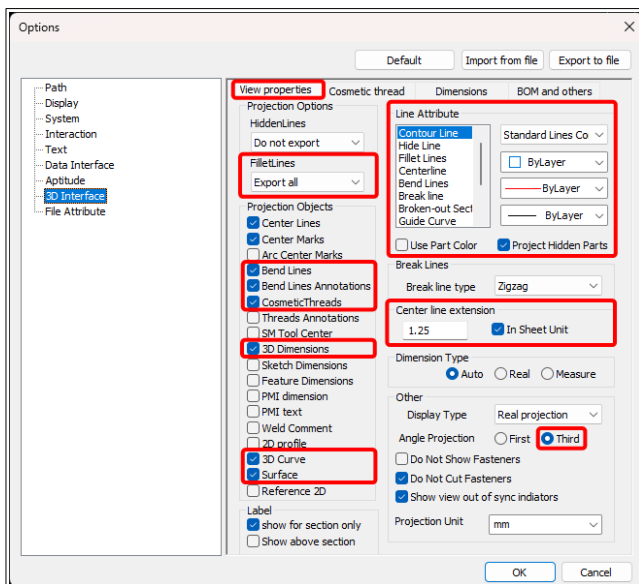 Options
Default Import from file Export to file
Path
Display
System
Interaction
Text
Data Interface
Aptitude
3D Interface
File Attribute
View properties Cosmetic thread Dimensions BOM and others
Projection Options
HiddenLines
Do not export
FilletLines
Export all
Projection Objects
Center Lines
Center Marks
Arc Center Marks
Bend Lines
Bend Lines Annotations
CosmeticThreads
Threads Annotations
SM Tool Center
3D Dimensions
Sketch Dimensions
Feature Dimensions
PMI dimension
PMI text
Weld Comment
2D profile
3D Curve
Surface
Reference 2D
Label
show for section only
Show above section
Line Attribute
Contour Line
Hide Line
Fillet Lines
Centerline
Bend Lines
Break line
Broken-out Sect
Guide Curve
Standard Lines Co
ByLayer
ByLayer
ByLayer
Use Part Color Project Hidden Parts
Break Lines
Break line type Zigzag
Center line extension
1.25 In Sheet Unit
Dimension Type
Auto Real Measure
Other
Display Type Real projection
Angle Projection First Third
Do Not Show Fasteners
Do Not Cut Fasteners
Show view out of sync indiators
Projection Unit mm
OK Cancel